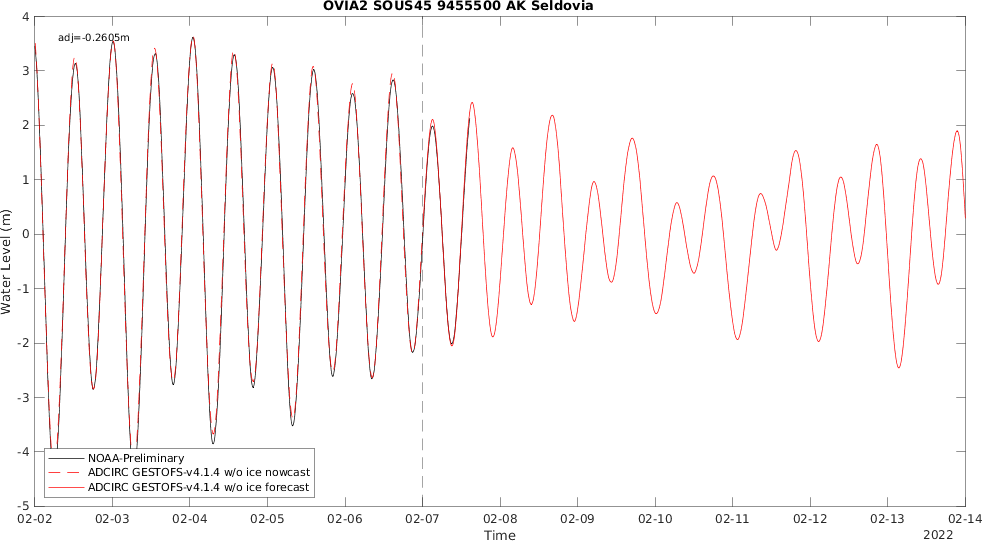 OVIA2 SOUS45 9455500 AK Seldovia
adj=-0.2605m
4
3
2
1
0
-1
-2
-3
-4
-5
Water Level (m)
NOAA-Preliminary
ADCIRC GESTOFS-v4.1.4 w/o ice nowcast
ADCIRC GESTOFS-v4.1.4 w/o ice forecast
02-02 02-03 02-04 02-05 02-06 02-07 02-08 02-09 02-10 02-11 02-12 02-13 02-14
Time
2022